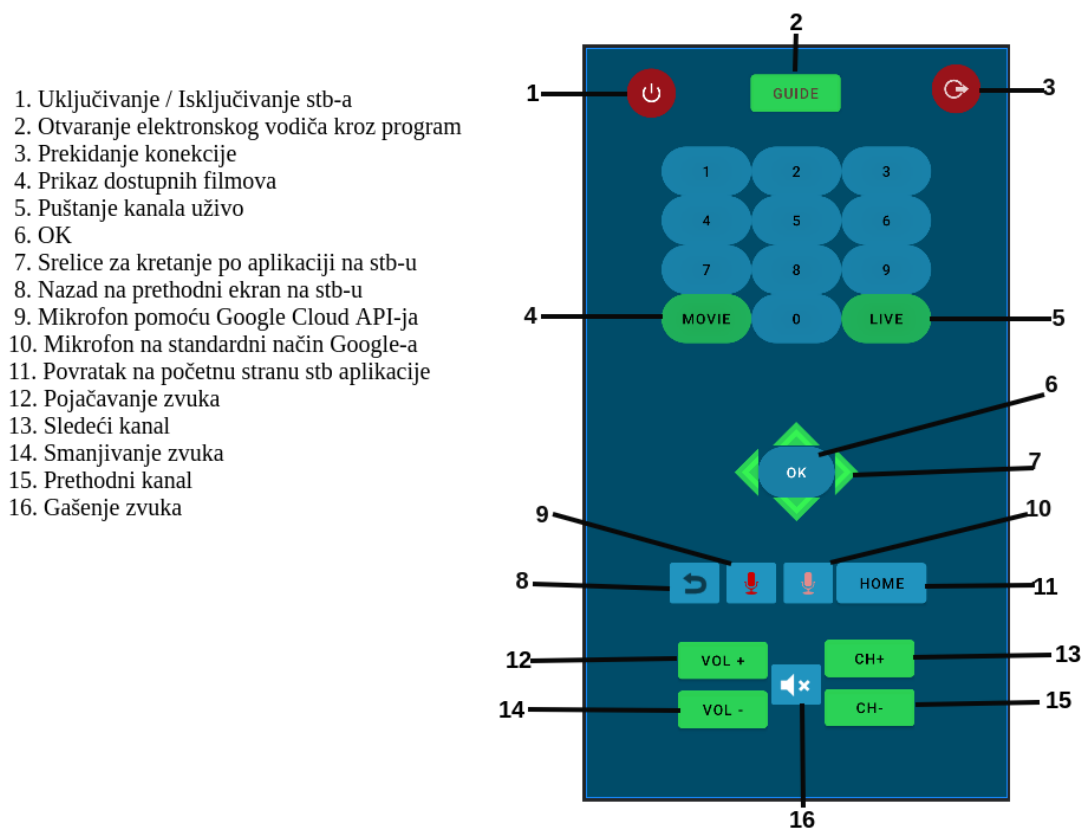 1. Uključivanje / Isključivanje stb-a
2. Otvaranje elektronskog vodiča kroz program
3. Prekidanje konekcije
4. Prikaz dostupnih filmova
5. Puštanje kanala uživo
6. OK
7. Srelice za kretanje po aplikaciji na stb-u
8. Nazad na prethodni ekran na stb-u
9. Mikrofon pomoću Google Cloud API-ja
10. Mikrofon na standardni način Google-a
11. Povratak na početnu stranu stb aplikacije
12. Pojačavanje zvuka
13. Sledeći kanal
14. Smanjivanje zvuka
15. Prethodni kanal
16. Gašenje zvuka
2
1 GUIDE 3
1 2 3
4 5 6
7 8 9
4 MOVIE 0 LIVE 5
6
OK 7
9 10
8 HOME 11
12 VOL + CH+ 13
14 VOL - CH- 15
16